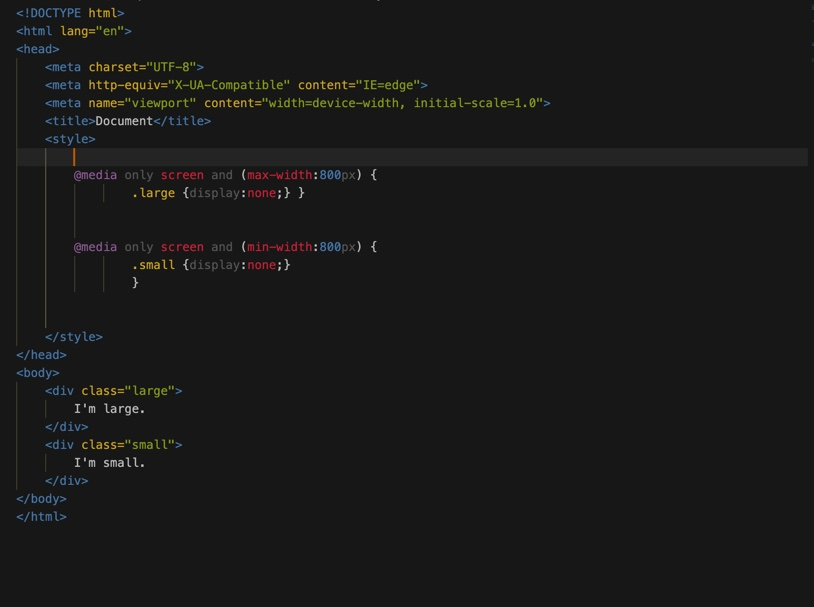 <!DOCTYPE html>
<html lang="en">
<head>
    <meta charset="UTF-8">
    <meta http-equiv="X-UA-Compatible" content="IE=edge">
    <meta name="viewport" content="width=device-width, initial-scale=1.0">
    <title>Document</title>
    <style>
        @media only screen and (max-width:800px) {
                .large {display:none;} }
        @media only screen and (min-width:800px) {
                .small {display:none;}
                }
    </style>
</head>
<body>
    <div class="large">
        I'm large.
    </div>
    <div class="small">
        I'm small.
    </div>
</body>
</html>